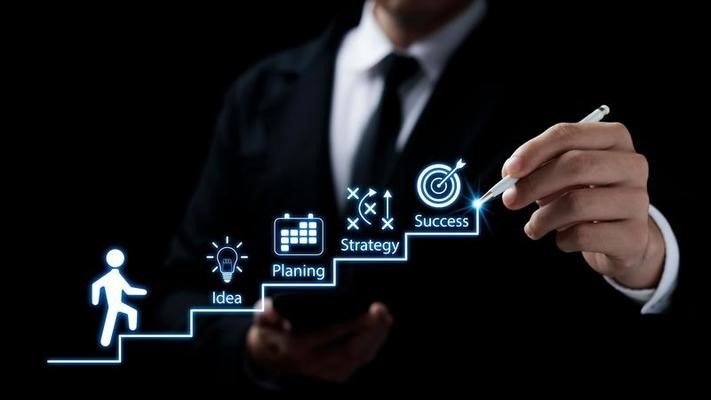 Idea
Planing
Strategy
Success